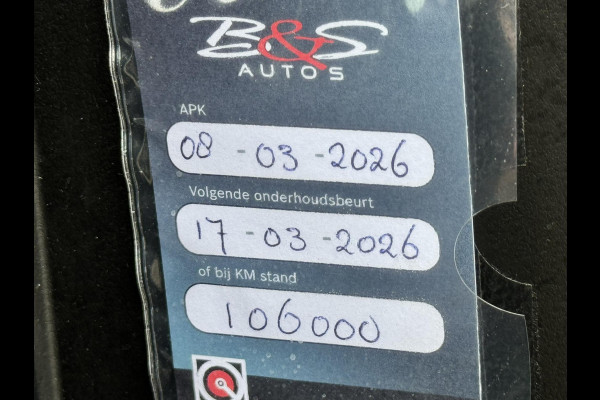 B&S
AUTOS
APK
08-03-2026
Volgende onderhoudsbeurt
17-03-2026
of bij KM stand
106000